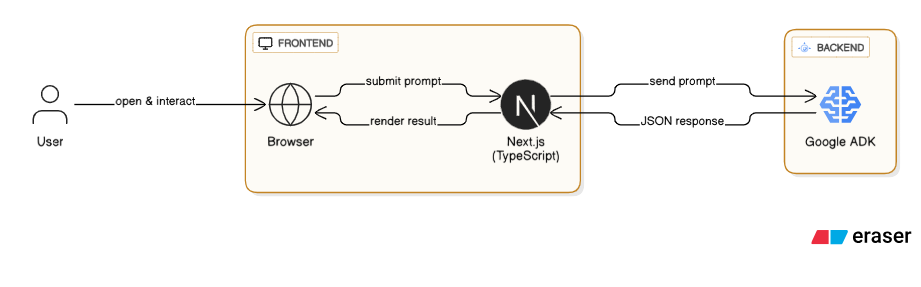 FRONTEND
BACKEND
open & interact
submit prompt
render result
send prompt
JSON response
User
Browser
N
Next.js
(TypeScript)
Google ADK
eraser